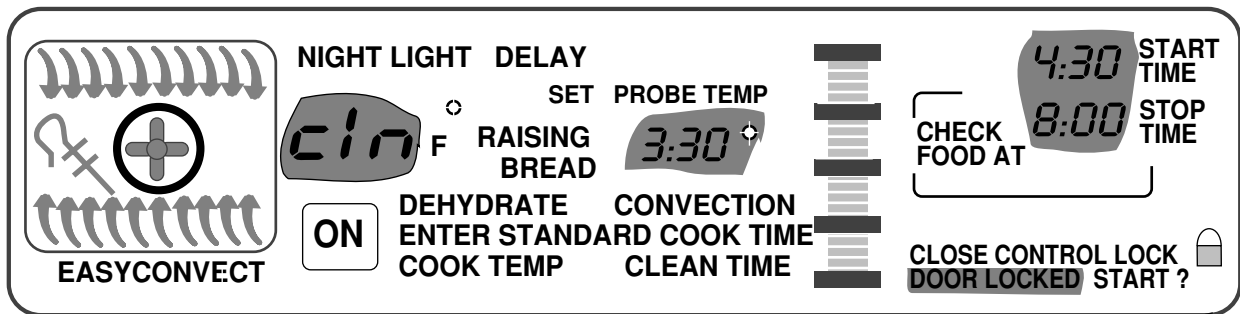 NIGHT LIGHT DELAY
SET PROBE TEMP
cln F
RAISING
BREAD
3:30
ON
DEHYDRATE CONVECTION
ENTER STANDARD COOK TIME
COOK TEMP CLEAN TIME
EASYCONVECT
4:30 START
TIME
8:00 STOP
TIME
CHECK
FOOD AT
CLOSE CONTROL LOCK
DOOR LOCKED START ?